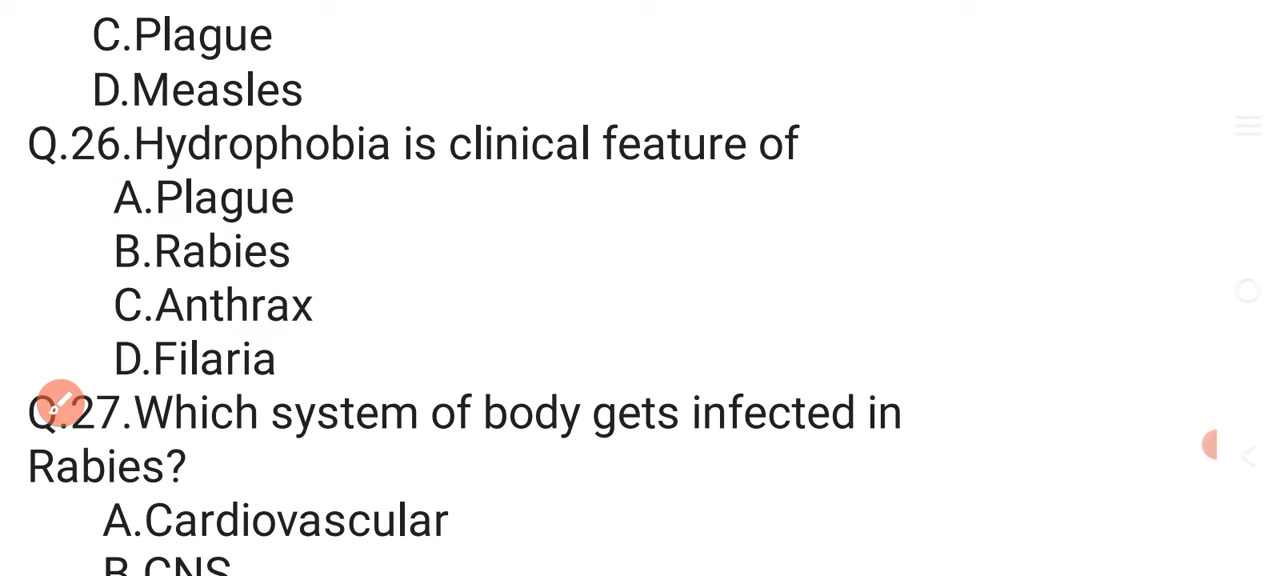 C.Plague
D.Measles
Q.26.Hydrophobia is clinical feature of
A.Plague
B.Rabies
C.Anthrax
D.Filaria
Q.27.Which system of body gets infected in
Rabies?
A.Cardiovascular
B.CNS